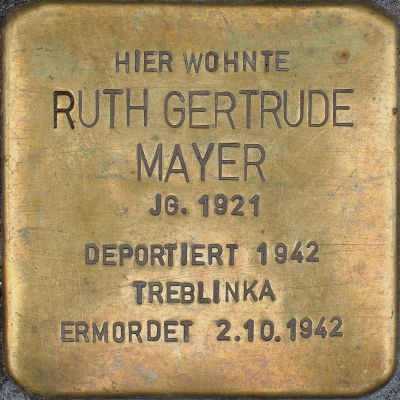 HIER WOHNTE
RUTH GERTRUDE
MAYER
JG. 1921
DEPORTIERT 1942
TREBLINKA
ERMORDET 2.10.1942